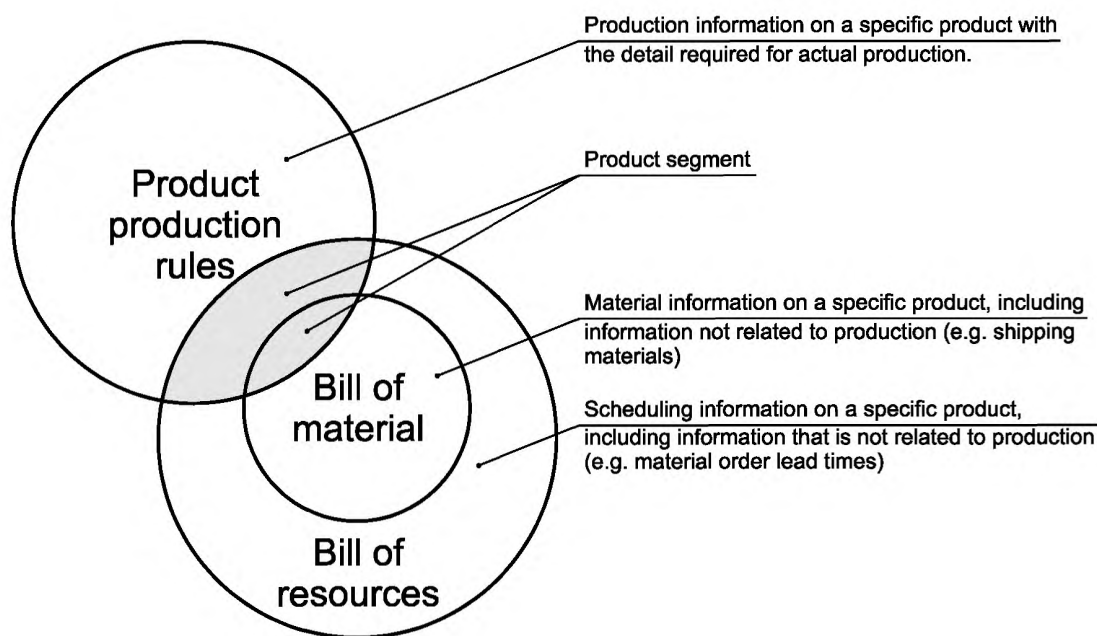 Production information on a specific product with
the detail required for actual production.
Product segment
Product
production
rules
Material information on a specific product, including
information not related to production (e.g. shipping
materials)
Bill of
material
Scheduling information on a specific product,
including information that is not related to production
(e.g. material order lead times)
Bill of
resources